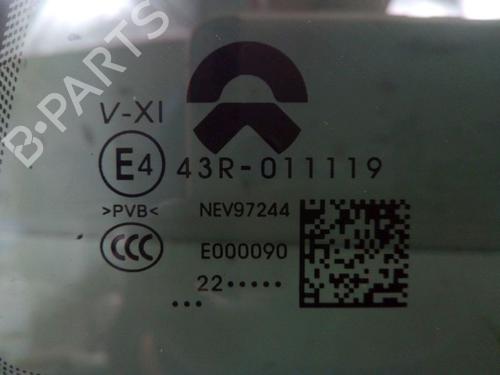 V-XI
E4 43R-011119
>PVB< NEV97244
CCC E000090
22•••••
•••
B-PARTS